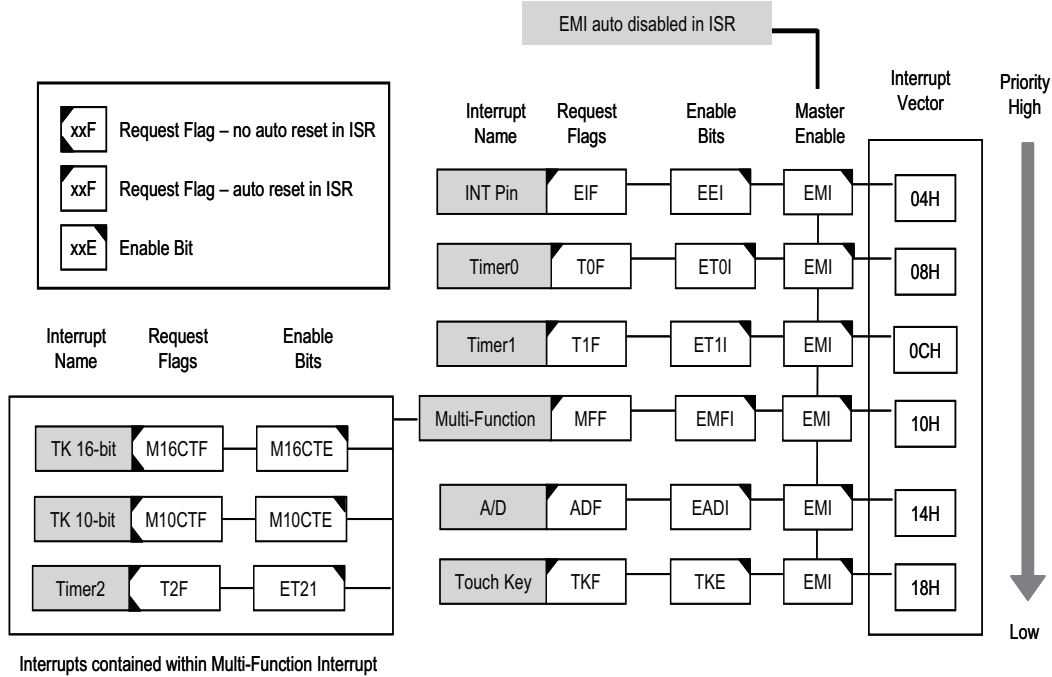 EMI auto disabled in ISR
xxF Request Flag – no auto reset in ISR
xxF Request Flag – auto reset in ISR
xxE Enable Bit
Interrupt Name
Request Flags
Enable Bits
Master Enable
Interrupt Vector
Priority High
INT Pin EIF EEI EMI 04H
Timer0 T0F ET0I EMI 08H
Timer1 T1F ET1I EMI 0CH
Multi-Function MFF EMFI EMI 10H
A/D ADF EADI EMI 14H
Touch Key TKF TKE EMI 18H
Low
Interrupt Name
Request Flags
Enable Bits
TK 16-bit M16CTF M16CTE
TK 10-bit M10CTF M10CTE
Timer2 T2F ET21
Interrupts contained within Multi-Function Interrupt